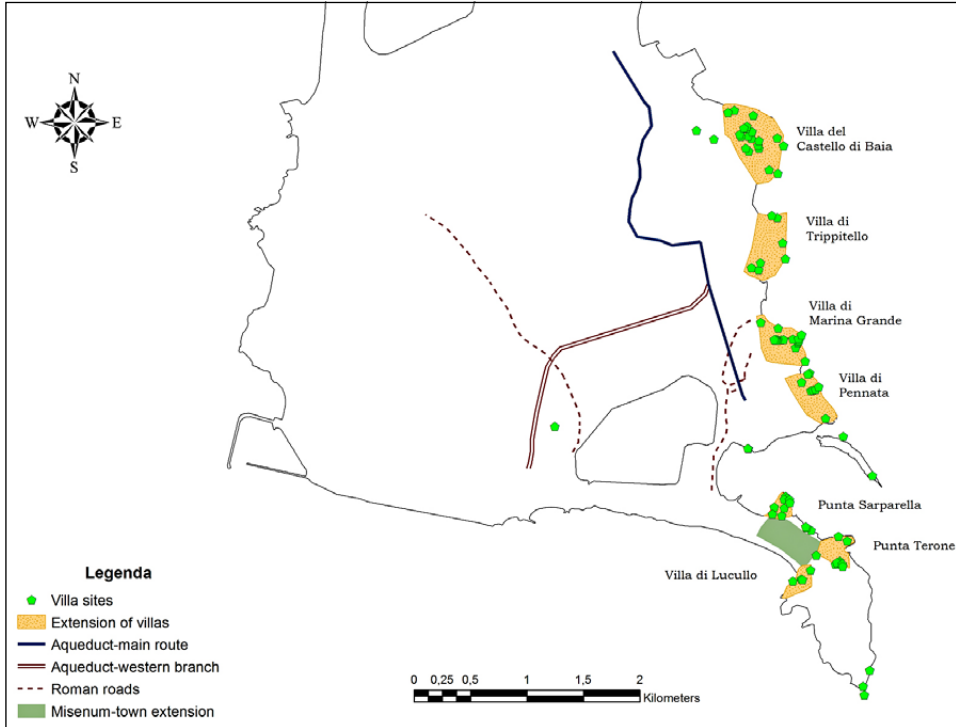 N
W E
S
Villa del
Castello di Baia
Villa di
Trippitello
Villa di
Marina Grande
Villa di
Pennata
Punta Sarparella
Punta Terone
Villa di Lucullo
Legenda
Villa sites
Extension of villas
Aqueduct-main route
Aqueduct-western branch
Roman roads
Misenum-town extension
0 0,25 0,5 1 1,5 2
Kilometers